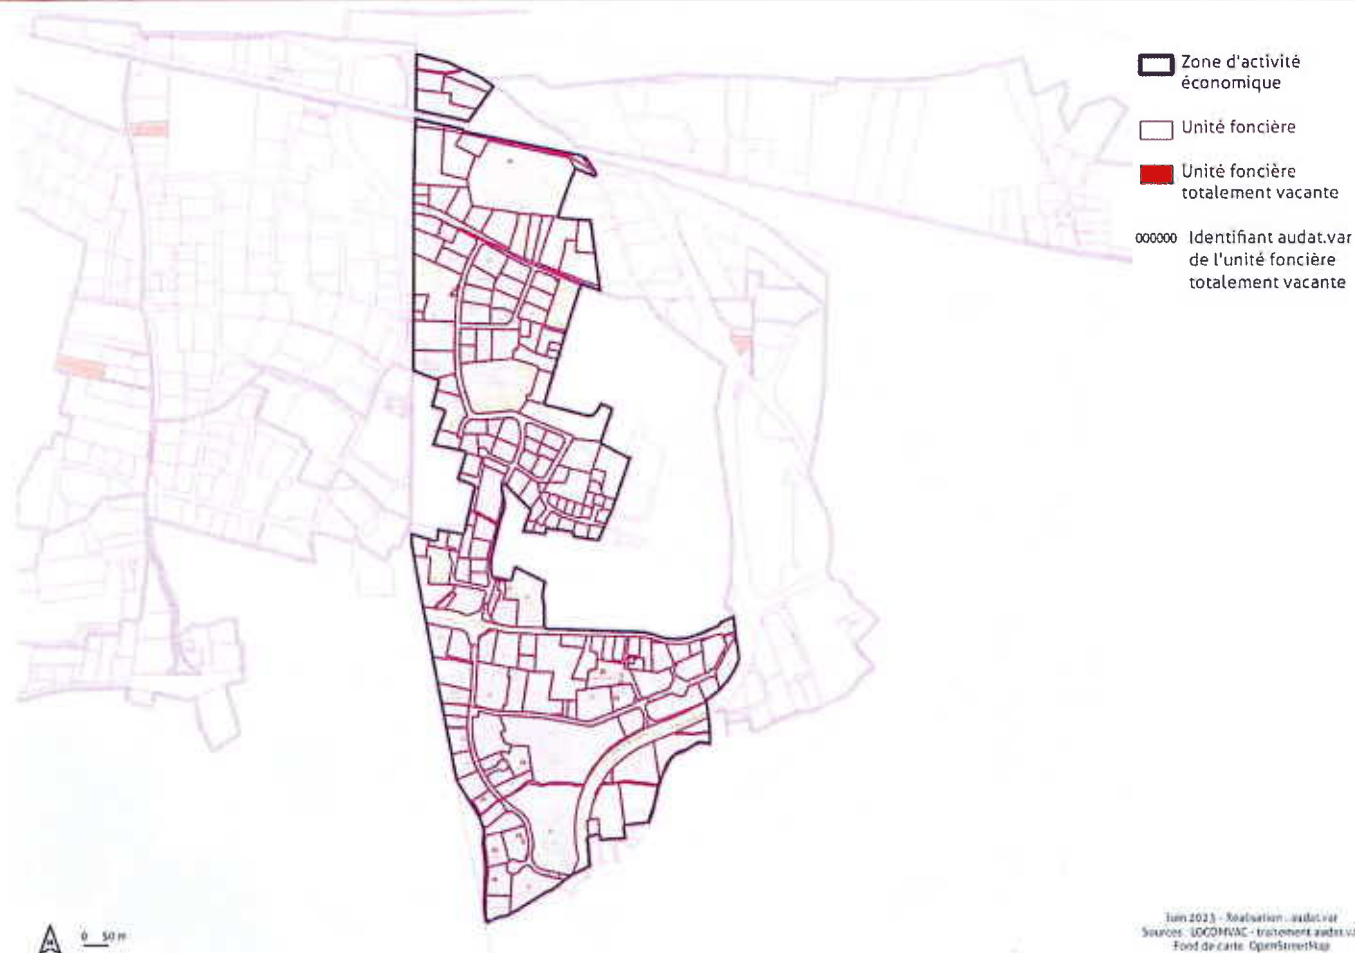 Zone d'activité
économique
Unité foncière
Unité foncière
totalement vacante
000000 Identifiant audat.var
de l'unité foncière
totalement vacante
0 50 m
Juin 2023 - Réalisation : audat.var
Sources : LOCOMVAC - traitement audat.va
Fond de carte OpenStreetMap